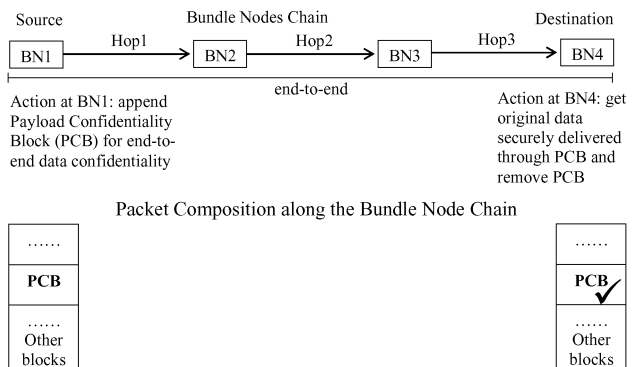 Source
Bundle Nodes Chain
Destination
BN1
Hop1
BN2
Hop2
BN3
Hop3
BN4
end-to-end
Action at BN1: append
Payload Confidentiality
Block (PCB) for end-to-
end data confidentiality
Action at BN4: get
original data
securely delivered
through PCB and
remove PCB
Packet Composition along the Bundle Node Chain
......
PCB
......
Other
blocks
......
PCB
......
Other
blocks